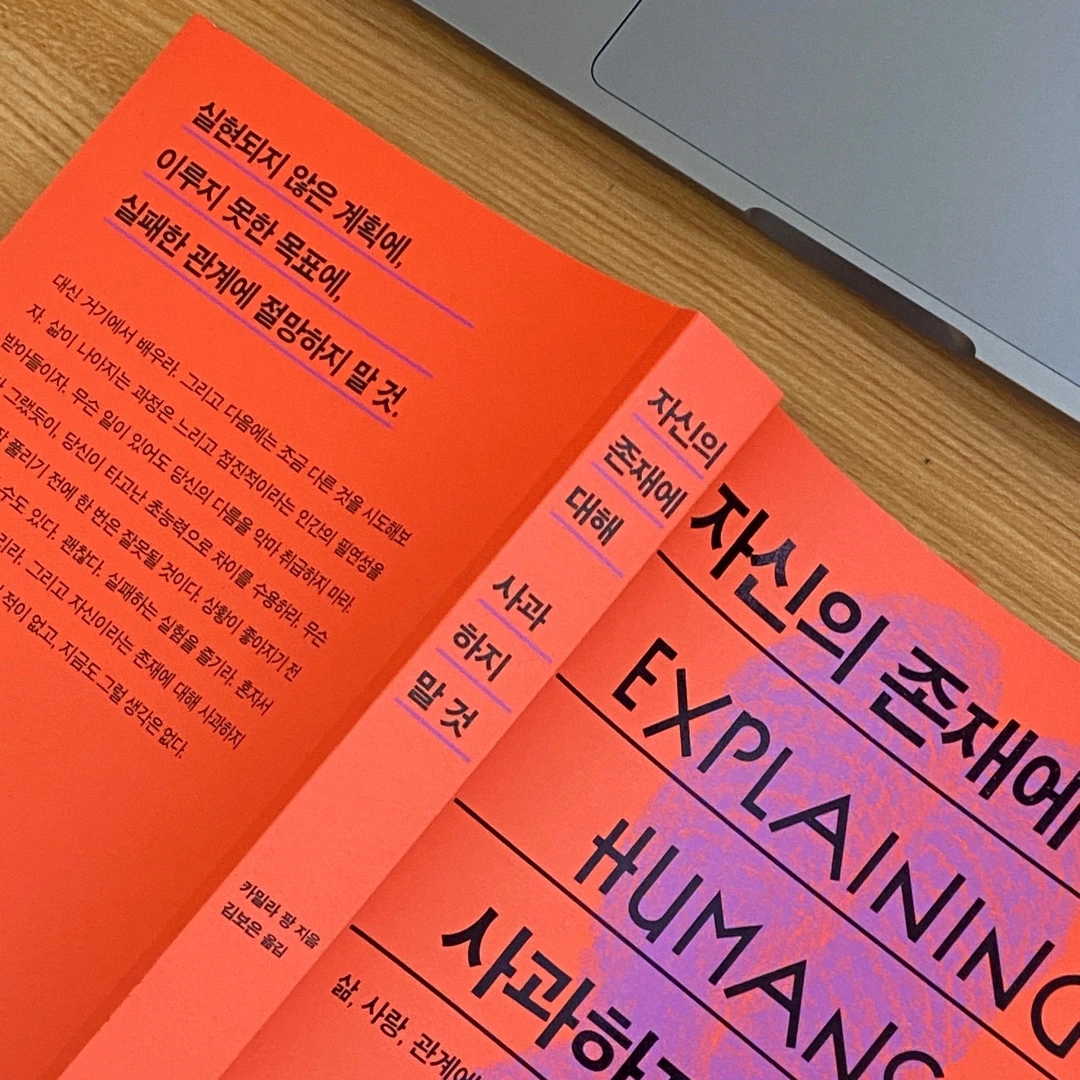 실현되지 않은 계획에,
이루지 못한 목표에,
실패한 관계에 절망하지 말 것.
대신 거기에서 배우라. 그리고 다음에는 조금 다른 것을 시도해보
자. 삶이 나아지는 과정은 느리고 점진적이라는 인간의 필연성을
받아들이자. 무슨 일이 있어도 당신의 다름을 악마 취급하지 마라.
그랬듯이, 당신이 타고난 초능력으로 차이를 수용하라. 무슨
풀리기 전에 한 번은 잘못될 것이다. 상황이 좋아지기 전
수도 있다. 괜찮다. 실패하는 실험을 즐기라. 혼자서
그리고 자신이라는 존재에 대해 사과하지
적이 없고, 지금도 그럴 생각은 없다.
자신의
존재에
대해
사과
하지
말 것
카밀라 팡 지음
김보은 옮김
자신의 존재에
EXPLAINING
HUMANS
사과하지
삶, 사랑, 관계에